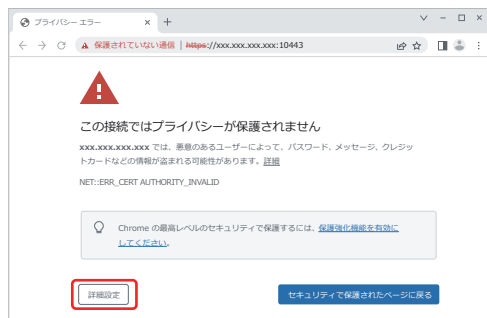 プライバシー エラー
保護されていない通信 | https://xxx.xxx.xxx.xxx:10443
この接続ではプライバシーが保護されません
xxx.xxx.xxx.xxx では、悪意のあるユーザーによって、パスワード、メッセージ、クレジッ
トカードなどの情報が盗まれる可能性があります。詳細
NET::ERR_CERT AUTHORITY_INVALID
Chrome の最高レベルのセキュリティで保護するには、保護強化機能を有効に
してください。
詳細設定
セキュリティで保護されたページに戻る